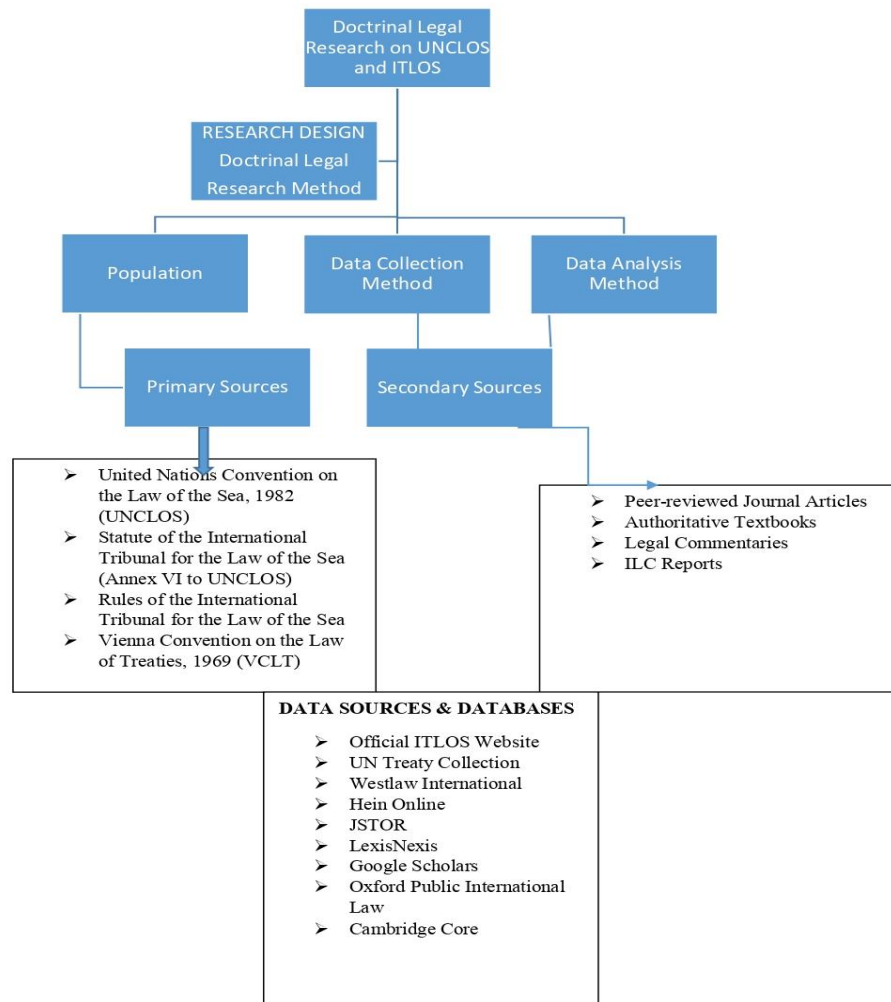 Doctrinal Legal
Research on UNCLOS
and ITLOS
RESEARCH DESIGN
Doctrinal Legal
Research Method
Population
Data Collection
Method
Data Analysis
Method
Primary Sources
Secondary Sources
➢ United Nations Convention on
the Law of the Sea, 1982
(UNCLOS)
➢ Statute of the International
Tribunal for the Law of the Sea
(Annex VI to UNCLOS)
➢ Rules of the International
Tribunal for the Law of the Sea
➢ Vienna Convention on the Law
of Treaties, 1969 (VCLT)
➢ Peer-reviewed Journal Articles
➢ Authoritative Textbooks
➢ Legal Commentaries
➢ ILC Reports
DATA SOURCES & DATABASES
➢ Official ITLOS Website
➢ UN Treaty Collection
➢ Westlaw International
➢ Hein Online
➢ JSTOR
➢ LexisNexis
➢ Google Scholars
➢ Oxford Public International
Law
➢ Cambridge Core